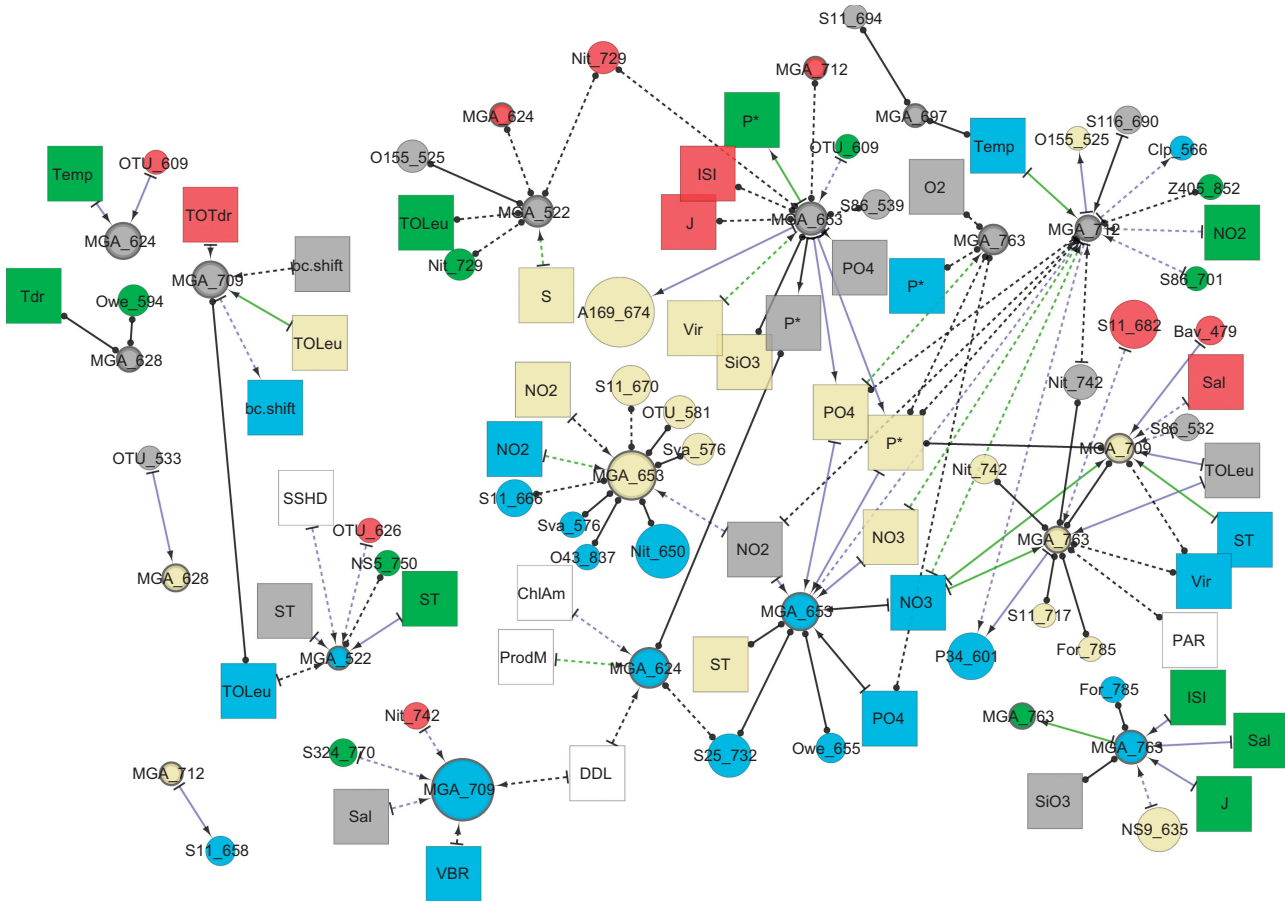 S11_694
Nit_729
MGA_712
MGA_624
P*
MGA_697
S116_690
O155_525
Clp_566
Temp
OTU_609
Temp
OTU_609
O155_525
ISI
O2
Z405_852
TOTdr
J
S86_539
MGA_522
MGA_653
MGA_763
MGA_712
NO2
MGA_624
TOLeu
Nit_729
bc.shift
MGA_709
PO4
P*
S86_701
Tdr
Owe_594
S
A169_674
Vir
P*
SiO3
S11_682
Bav_479
MGA_628
TOLeu
bc.shift
NO2
S11_670
OTU_581
PO4
Nit_742
Sal
S86_532
NO2
Sva_576
P*
MGA_709
MGA_653
TOLeu
OTU_533
SSHD
S11_666
Nit_742
Sva_576
OTU_626
O43_837
Nit_650
NO2
NO3
MGA_763
ST
NS5_750
Vir
MGA_628
ChlAm
ST
ST
MGA_653
NO3
S11_717
PAR
MGA_522
ProdM
MGA_624
ST
P34_601
For_785
TOLeu
For_785
ISI
Nit_742
MGA_763
PO4
MGA_763
Sal
S324_770
S25_732
Owe_655
MGA_712
MGA_709
DDL
SiO3
J
Sal
NS9_635
S11_658
VBR